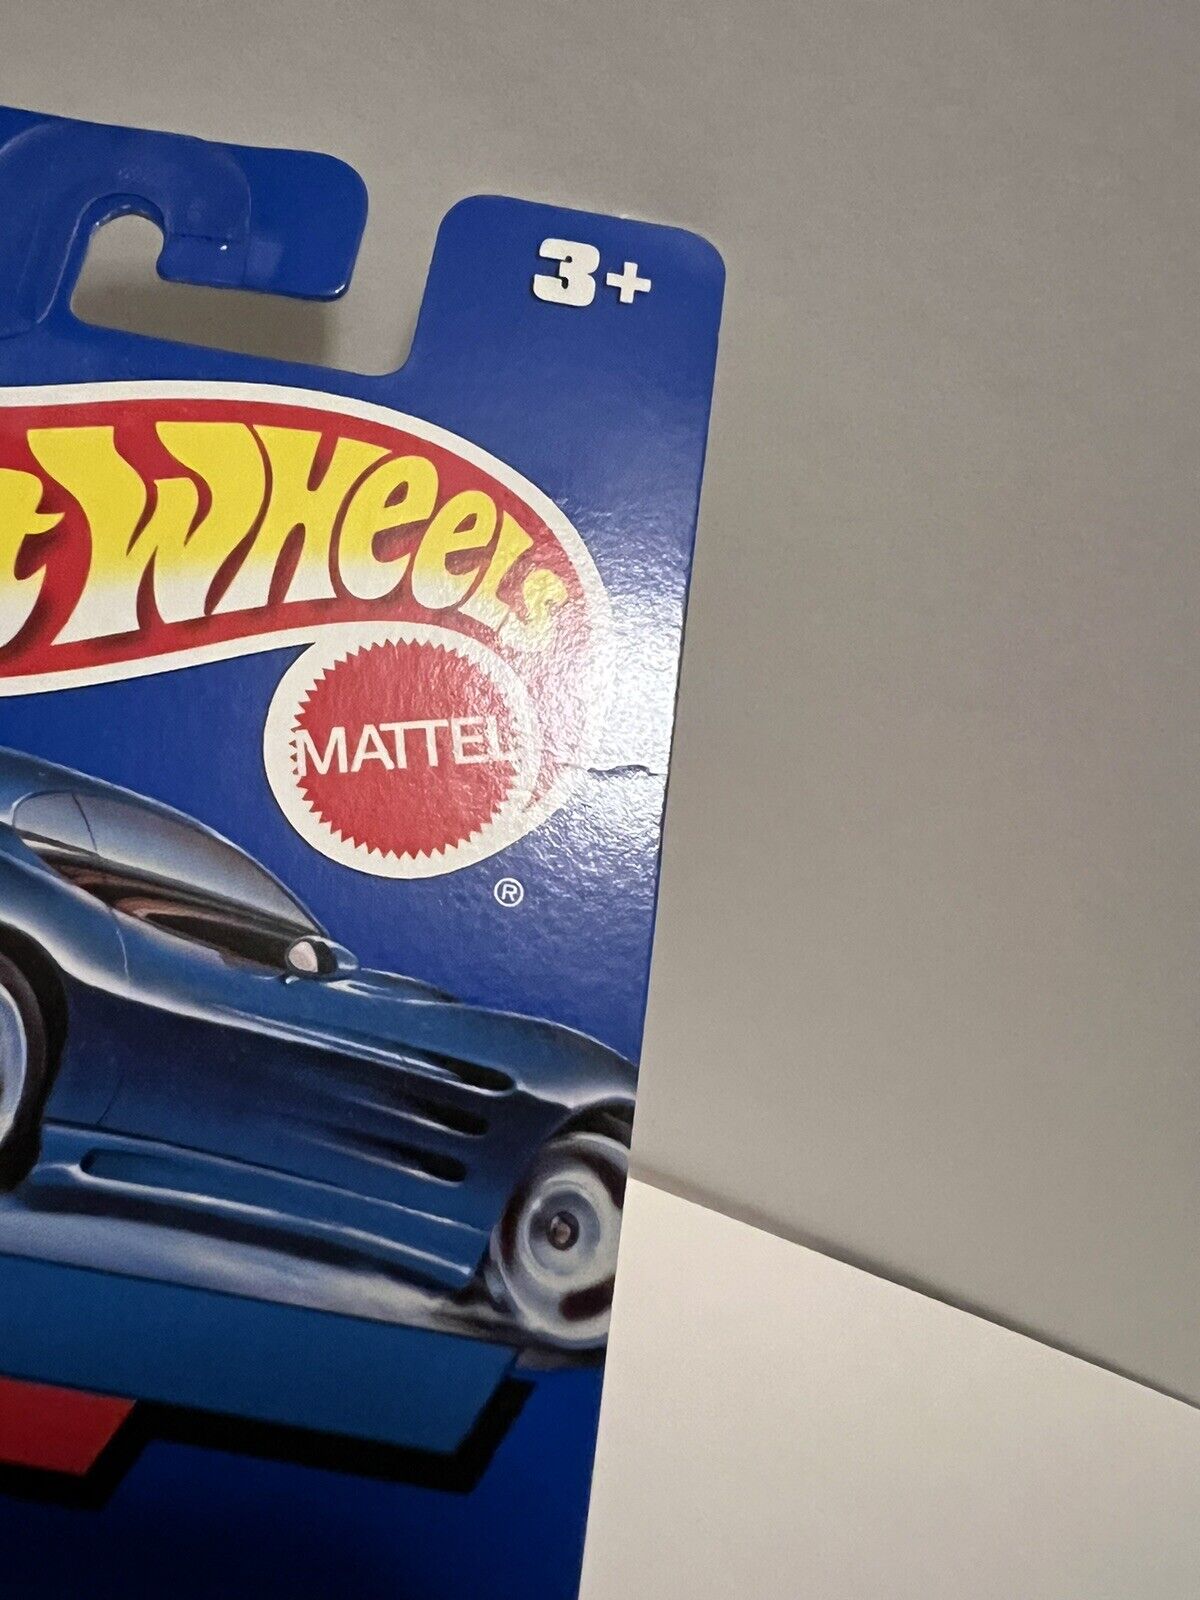 3+
t Wheels
MATTEL
®